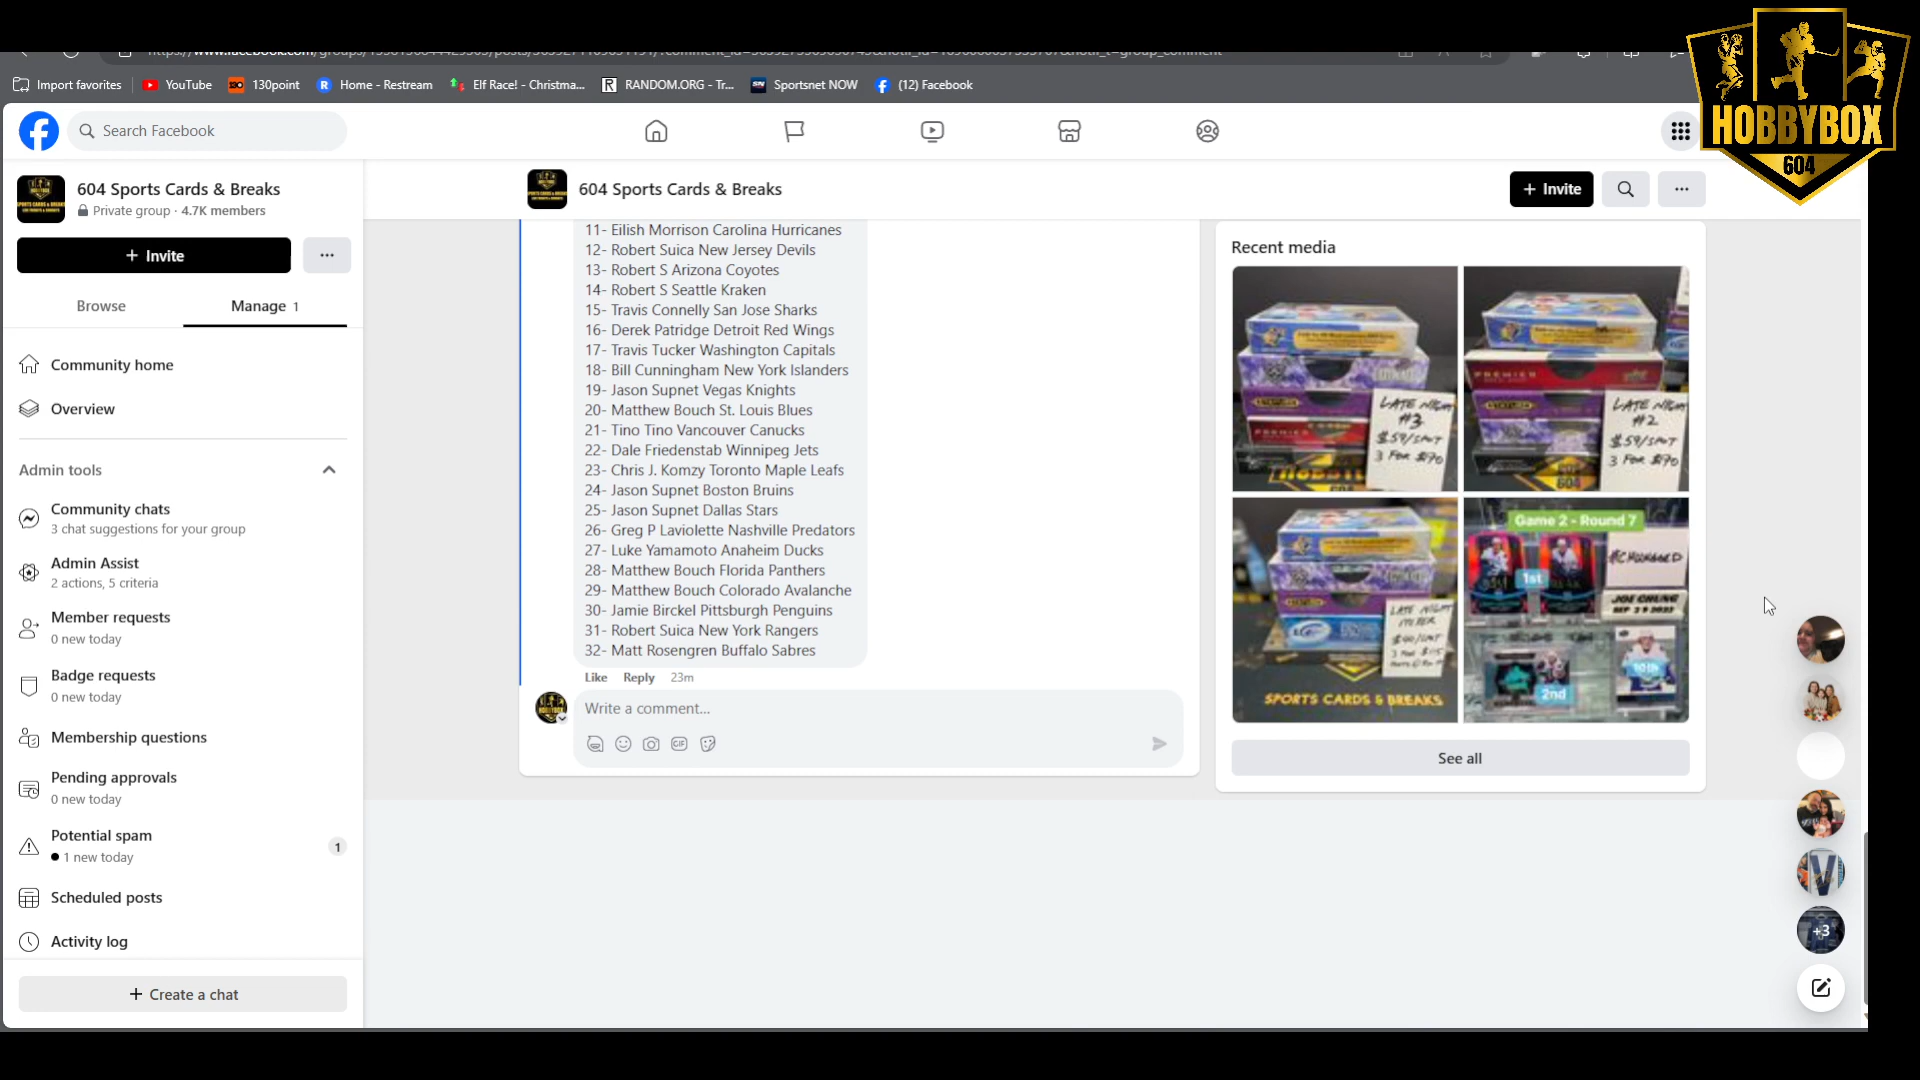 Import favorites
YouTube
130point
Home - Restream
Elf Race! - Christma...
RANDOM.ORG - Tr...
Sportsnet NOW
(12) Facebook
HOBBYBOX
604
Search Facebook
604 Sports Cards & Breaks
Private group · 4.7K members
+ Invite
Browse
Manage 1
Community home
Overview
Admin tools
Community chats
3 chat suggestions for your group
Admin Assist
2 actions, 5 criteria
Member requests
0 new today
Badge requests
0 new today
Membership questions
Pending approvals
0 new today
Potential spam
1 new today
1
Scheduled posts
Activity log
+ Create a chat
604 Sports Cards & Breaks
+ Invite
11- Eilish Morrison Carolina Hurricanes
12- Robert Suica New Jersey Devils
13- Robert S Arizona Coyotes
14- Robert S Seattle Kraken
15- Travis Connelly San Jose Sharks
16- Derek Patridge Detroit Red Wings
17- Travis Tucker Washington Capitals
18- Bill Cunningham New York Islanders
19- Jason Supnet Vegas Knights
20- Matthew Bouch St. Louis Blues
21- Tino Tino Vancouver Canucks
22- Dale Friedenstab Winnipeg Jets
23- Chris J. Komzy Toronto Maple Leafs
24- Jason Supnet Boston Bruins
25- Jason Supnet Dallas Stars
26- Greg P Laviolette Nashville Predators
27- Luke Yamamoto Anaheim Ducks
28- Matthew Bouch Florida Panthers
29- Matthew Bouch Colorado Avalanche
30- Jamie Birckel Pittsburgh Penguins
31- Robert Suica New York Rangers
32- Matt Rosengren Buffalo Sabres
Like Reply 23m
Write a comment...
GIF
Recent media
LATE NIGHT
#3
$59/SPOT
3 FOR $170
PREMIER
LATE NIGHT
#2
$59/SPOT
3 FOR $170
PREMIER
LATE NIGHT
SPORTS CARDS & BREAKS
Game 2 - Round 7
1st
JOE CHUNG
2nd
10th
See all
+3